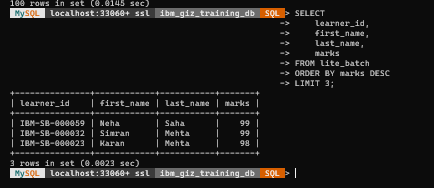 100 rows in set (0.0145 sec)
MySQL localhost:33060+ ssl ibm_giz_training_db SQL > SELECT
-> learner_id,
-> first_name,
-> last_name,
-> marks
-> FROM lite_batch
-> ORDER BY marks DESC
-> LIMIT 3;
+---------------+------------+-----------+-------+
| learner_id | first_name | last_name | marks |
+---------------+------------+-----------+-------+
| IBM-SB-000059 | Neha | Saha | 99 |
| IBM-SB-000032 | Simran | Mehta | 99 |
| IBM-SB-000023 | Karan | Mehta | 98 |
+---------------+------------+-----------+-------+
3 rows in set (0.0023 sec)
MySQL localhost:33060+ ssl ibm_giz_training_db SQL >